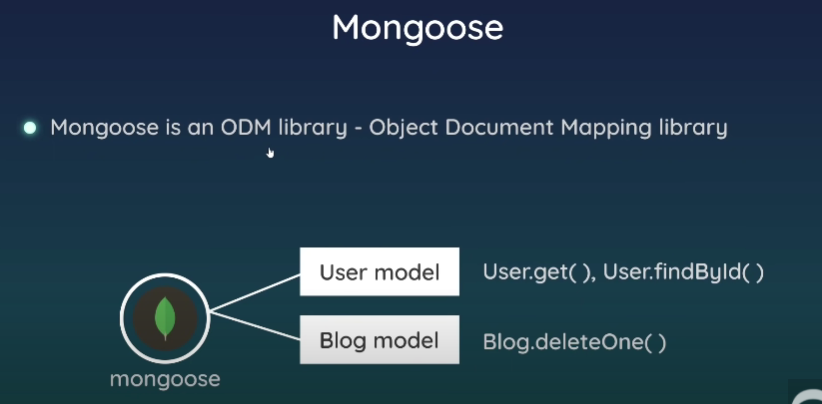 Mongoose
Mongoose is an ODM library - Object Document Mapping library
User model User.get( ), User.findById( )
Blog model Blog.deleteOne( )
mongoose